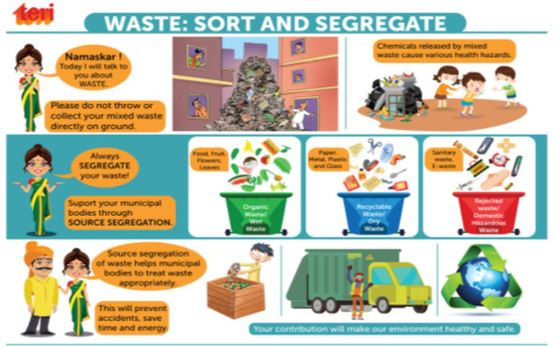 teri
WASTE: SORT AND SEGREGATE
Namaskar !
Today I will talk to
you about
WASTE.
Please do not throw or
collect your mixed waste
directly on ground.
Chemicals released by mixed
waste cause various health hazards.
Always
SEGREGATE
your waste!
Suport your municipal
bodies through
SOURCE SEGREGATION.
Food, Fruit,
Flowers,
Leaves
Organic
Waste/
Wet
Waste
Paper,
Metal, Plastic
and Glass
Recyclable
Waste/
Dry
Waste
Sanitary
waste,
E-waste
Rejected
waste/
Domestic
Hazardous
Waste
Source segregation
of waste helps municipal
bodies to treat waste
appropriately.
This will prevent
accidents, save
time and energy.
Your contribution will make our environment healthy and safe.